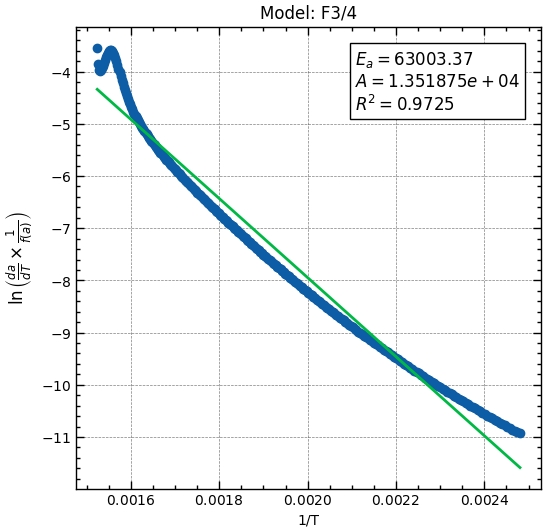 Model: F3/4
E_a = 63003.37
A = 1.351875e + 04
R^2 = 0.9725
−4
−5
−6
−7
−8
−9
−10
−11
ln(da/dT × 1/f(a))
0.0016 0.0018 0.0020 0.0022 0.0024
1/T